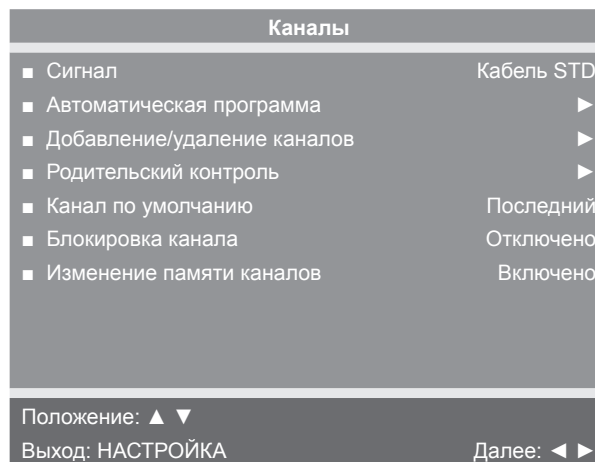 Каналы
■ Сигнал Кабель STD
■ Автоматическая программа ►
■ Добавление/удаление каналов ►
■ Родительский контроль ►
■ Канал по умолчанию Последний
■ Блокировка канала Отключено
■ Изменение памяти каналов Включено
Положение: ▲ ▼
Выход: НАСТРОЙКА Далее: ◄ ►